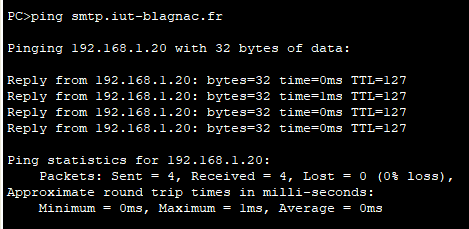 PC>ping smtp.iut-blagnac.fr
Pinging 192.168.1.20 with 32 bytes of data:
Reply from 192.168.1.20: bytes=32 time=0ms TTL=127
Reply from 192.168.1.20: bytes=32 time=1ms TTL=127
Reply from 192.168.1.20: bytes=32 time=0ms TTL=127
Reply from 192.168.1.20: bytes=32 time=0ms TTL=127
Ping statistics for 192.168.1.20:
Packets: Sent = 4, Received = 4, Lost = 0 (0% loss),
Approximate round trip times in milli-seconds:
Minimum = 0ms, Maximum = 1ms, Average = 0ms